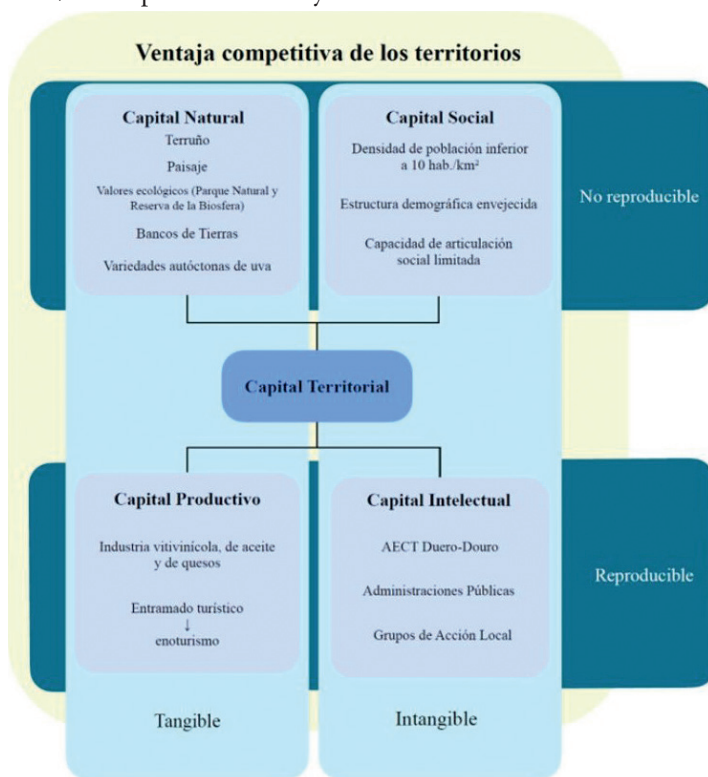 Ventaja competitiva de los territorios
Capital Natural
Terruño
Paisaje
Valores ecológicos (Parque Natural y
Reserva de la Biosfera)
Bancos de Tierras
Variedades autóctonas de uva
Capital Social
Densidad de población inferior
a 10 hab./km²
Estructura demográfica envejecida
Capacidad de articulación
social limitada
No reproducible
Capital Territorial
Capital Productivo
Industria vitivinícola, de aceite
y de quesos
Entramado turístico
↓
enoturismo
Capital Intelectual
AECT Duero-Douro
Administraciones Públicas
Grupos de Acción Local
Reproducible
Tangible
Intangible